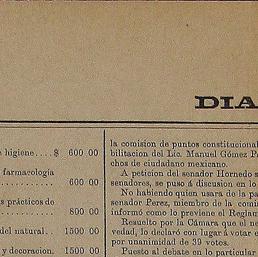 DIA
e higiene.... $ 600 00
farmacologia
600 00
s prácticos de
800 00
del natural.. 1500 00
y decoracion. 1500 00
la comision de puntos constitucional
bilitacion del Lic. Manuel Gómez
chos de ciudadano mexicano.
A peticion del senador Hornedo s
senadores, se puso á discusion en lo
No habiendo quien usara de la pa
senador Perez, miembro de la comi
informó como lo previene el Reglau
Resuelto por la Cámara que el ne
vedad, lo declaró con lugar á votar e
por unanimidad de 39 votos.
Puesto al debate en lo particular